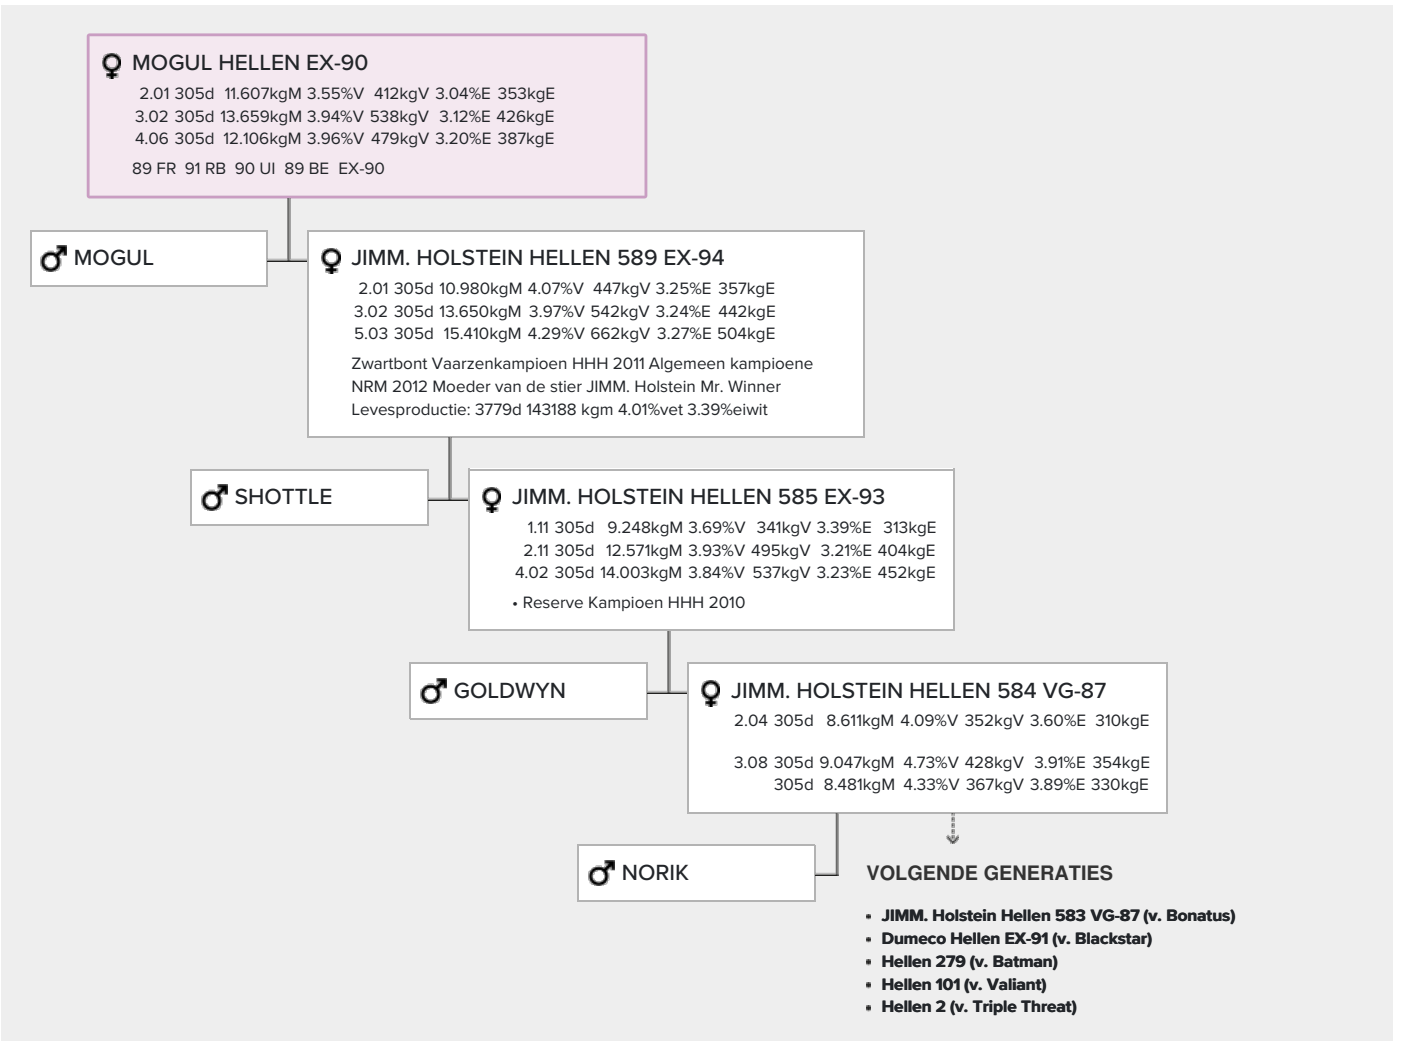 MOGUL HELLEN EX-90
2.01 305d 11.607kgM 3.55%V 412kgV 3.04%E 353kgE
3.02 305d 13.659kgM 3.94%V 538kgV 3.12%E 426kgE
4.06 305d 12.106kgM 3.96%V 479kgV 3.20%E 387kgE
89 FR 91 RB 90 UI 89 BE EX-90
MOGUL
JIMM. HOLSTEIN HELLEN 589 EX-94
2.01 305d 10.980kgM 4.07%V 447kgV 3.25%E 357kgE
3.02 305d 13.650kgM 3.97%V 542kgV 3.24%E 442kgE
5.03 305d 15.410kgM 4.29%V 662kgV 3.27%E 504kgE
Zwartbont Vaarzenkampioen HHH 2011 Algemeen kampioene
NRM 2012 Moeder van de stier JIMM. Holstein Mr. Winner
Levesproductie: 3779d 143188 kgm 4.01%vet 3.39%eiwit
SHOTTLE
JIMM. HOLSTEIN HELLEN 585 EX-93
1.11 305d 9.248kgM 3.69%V 341kgV 3.39%E 313kgE
2.11 305d 12.571kgM 3.93%V 495kgV 3.21%E 404kgE
4.02 305d 14.003kgM 3.84%V 537kgV 3.23%E 452kgE
• Reserve Kampioen HHH 2010
GOLDWYN
JIMM. HOLSTEIN HELLEN 584 VG-87
2.04 305d 8.611kgM 4.09%V 352kgV 3.60%E 310kgE
3.08 305d 9.047kgM 4.73%V 428kgV 3.91%E 354kgE
305d 8.481kgM 4.33%V 367kgV 3.89%E 330kgE
NORIK
VOLGENDE GENERATIES
• JIMM. Holstein Hellen 583 VG-87 (v. Bonatus)
• Dumeco Hellen EX-91 (v. Blackstar)
• Hellen 279 (v. Batman)
• Hellen 101 (v. Valiant)
• Hellen 2 (v. Triple Threat)